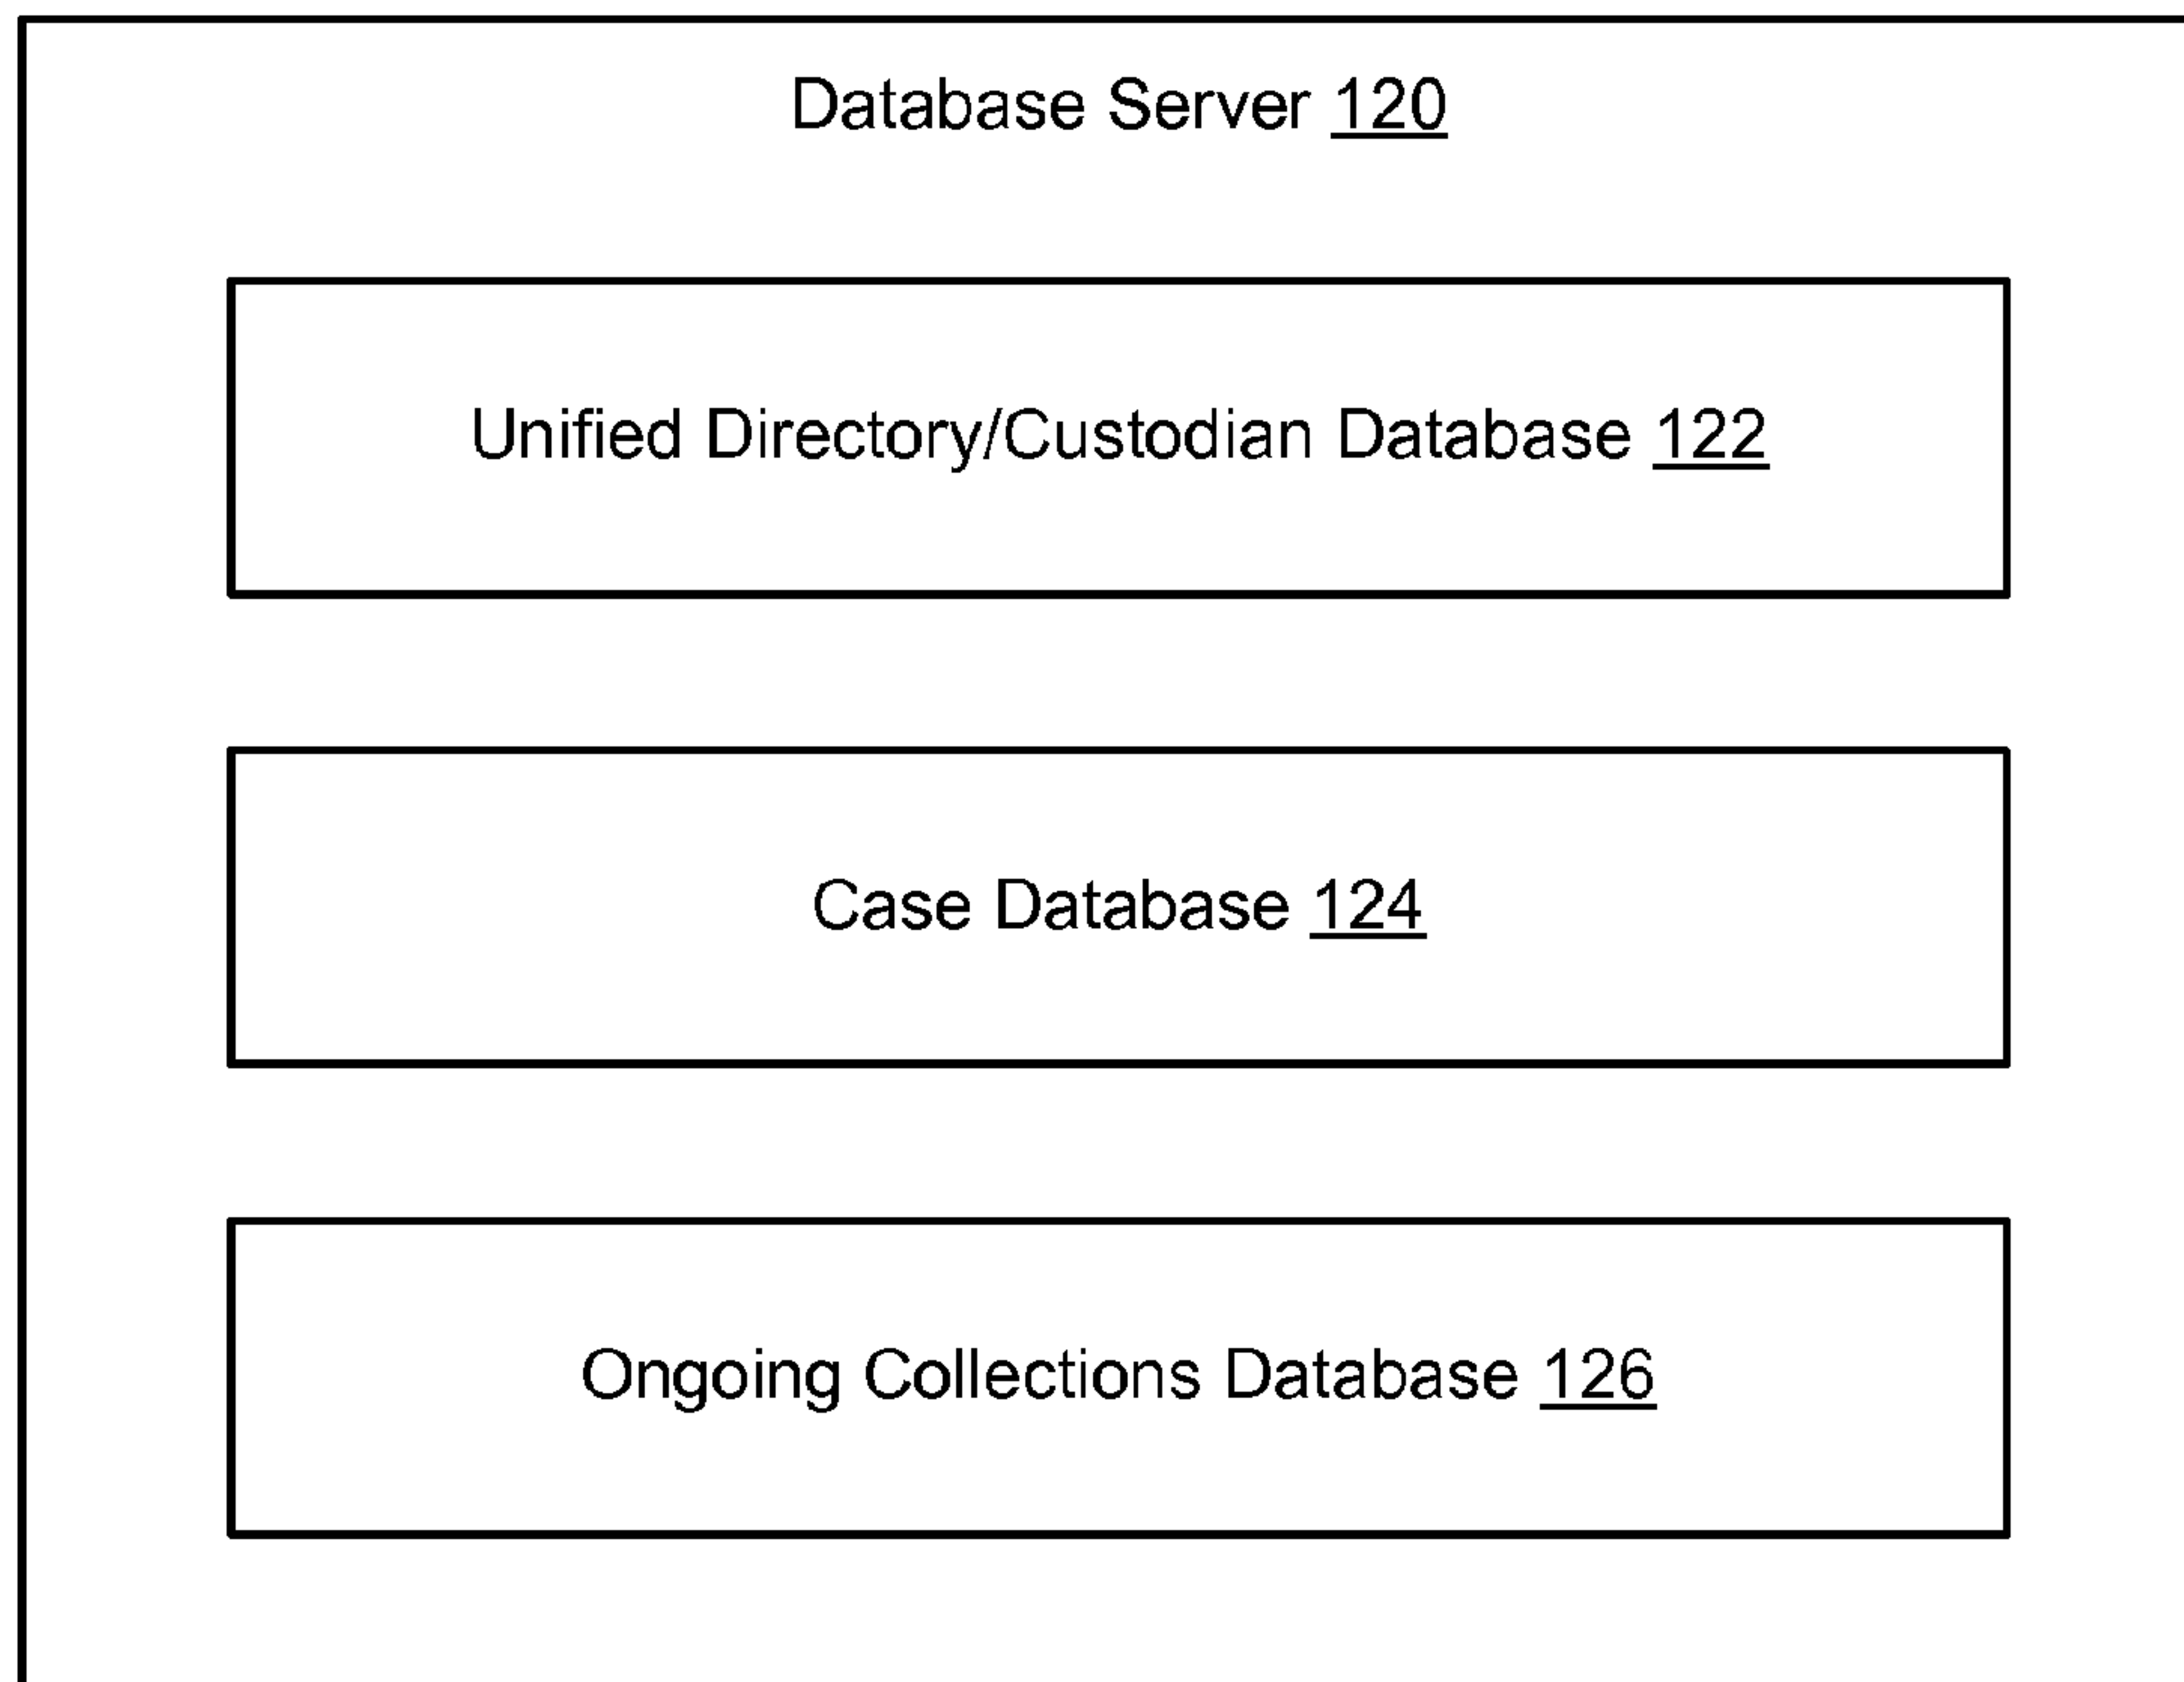 Database Server 120
Unified Directory/Custodian Database 122
Case Database 124
Ongoing Collections Database 126